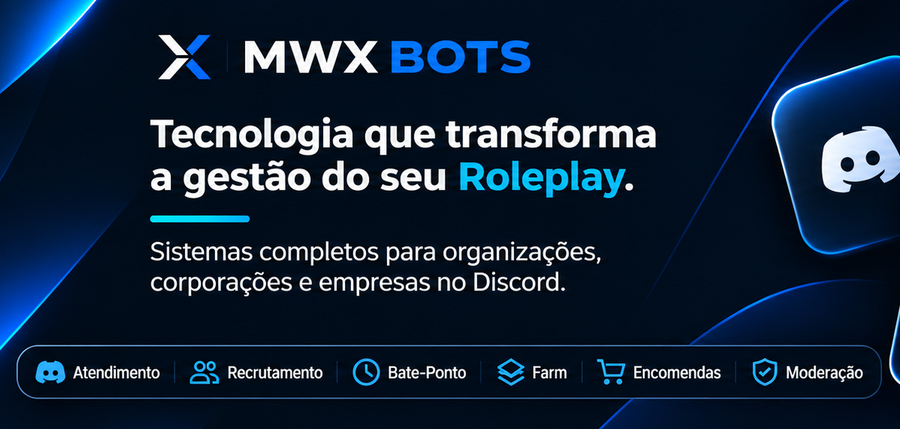 MWX BOTS
Tecnologia que transforma
a gestão do seu Roleplay.
Sistemas completos para organizações,
corporações e empresas no Discord.
Atendimento
Recrutamento
Bate-Ponto
Farm
Encomendas
Moderação